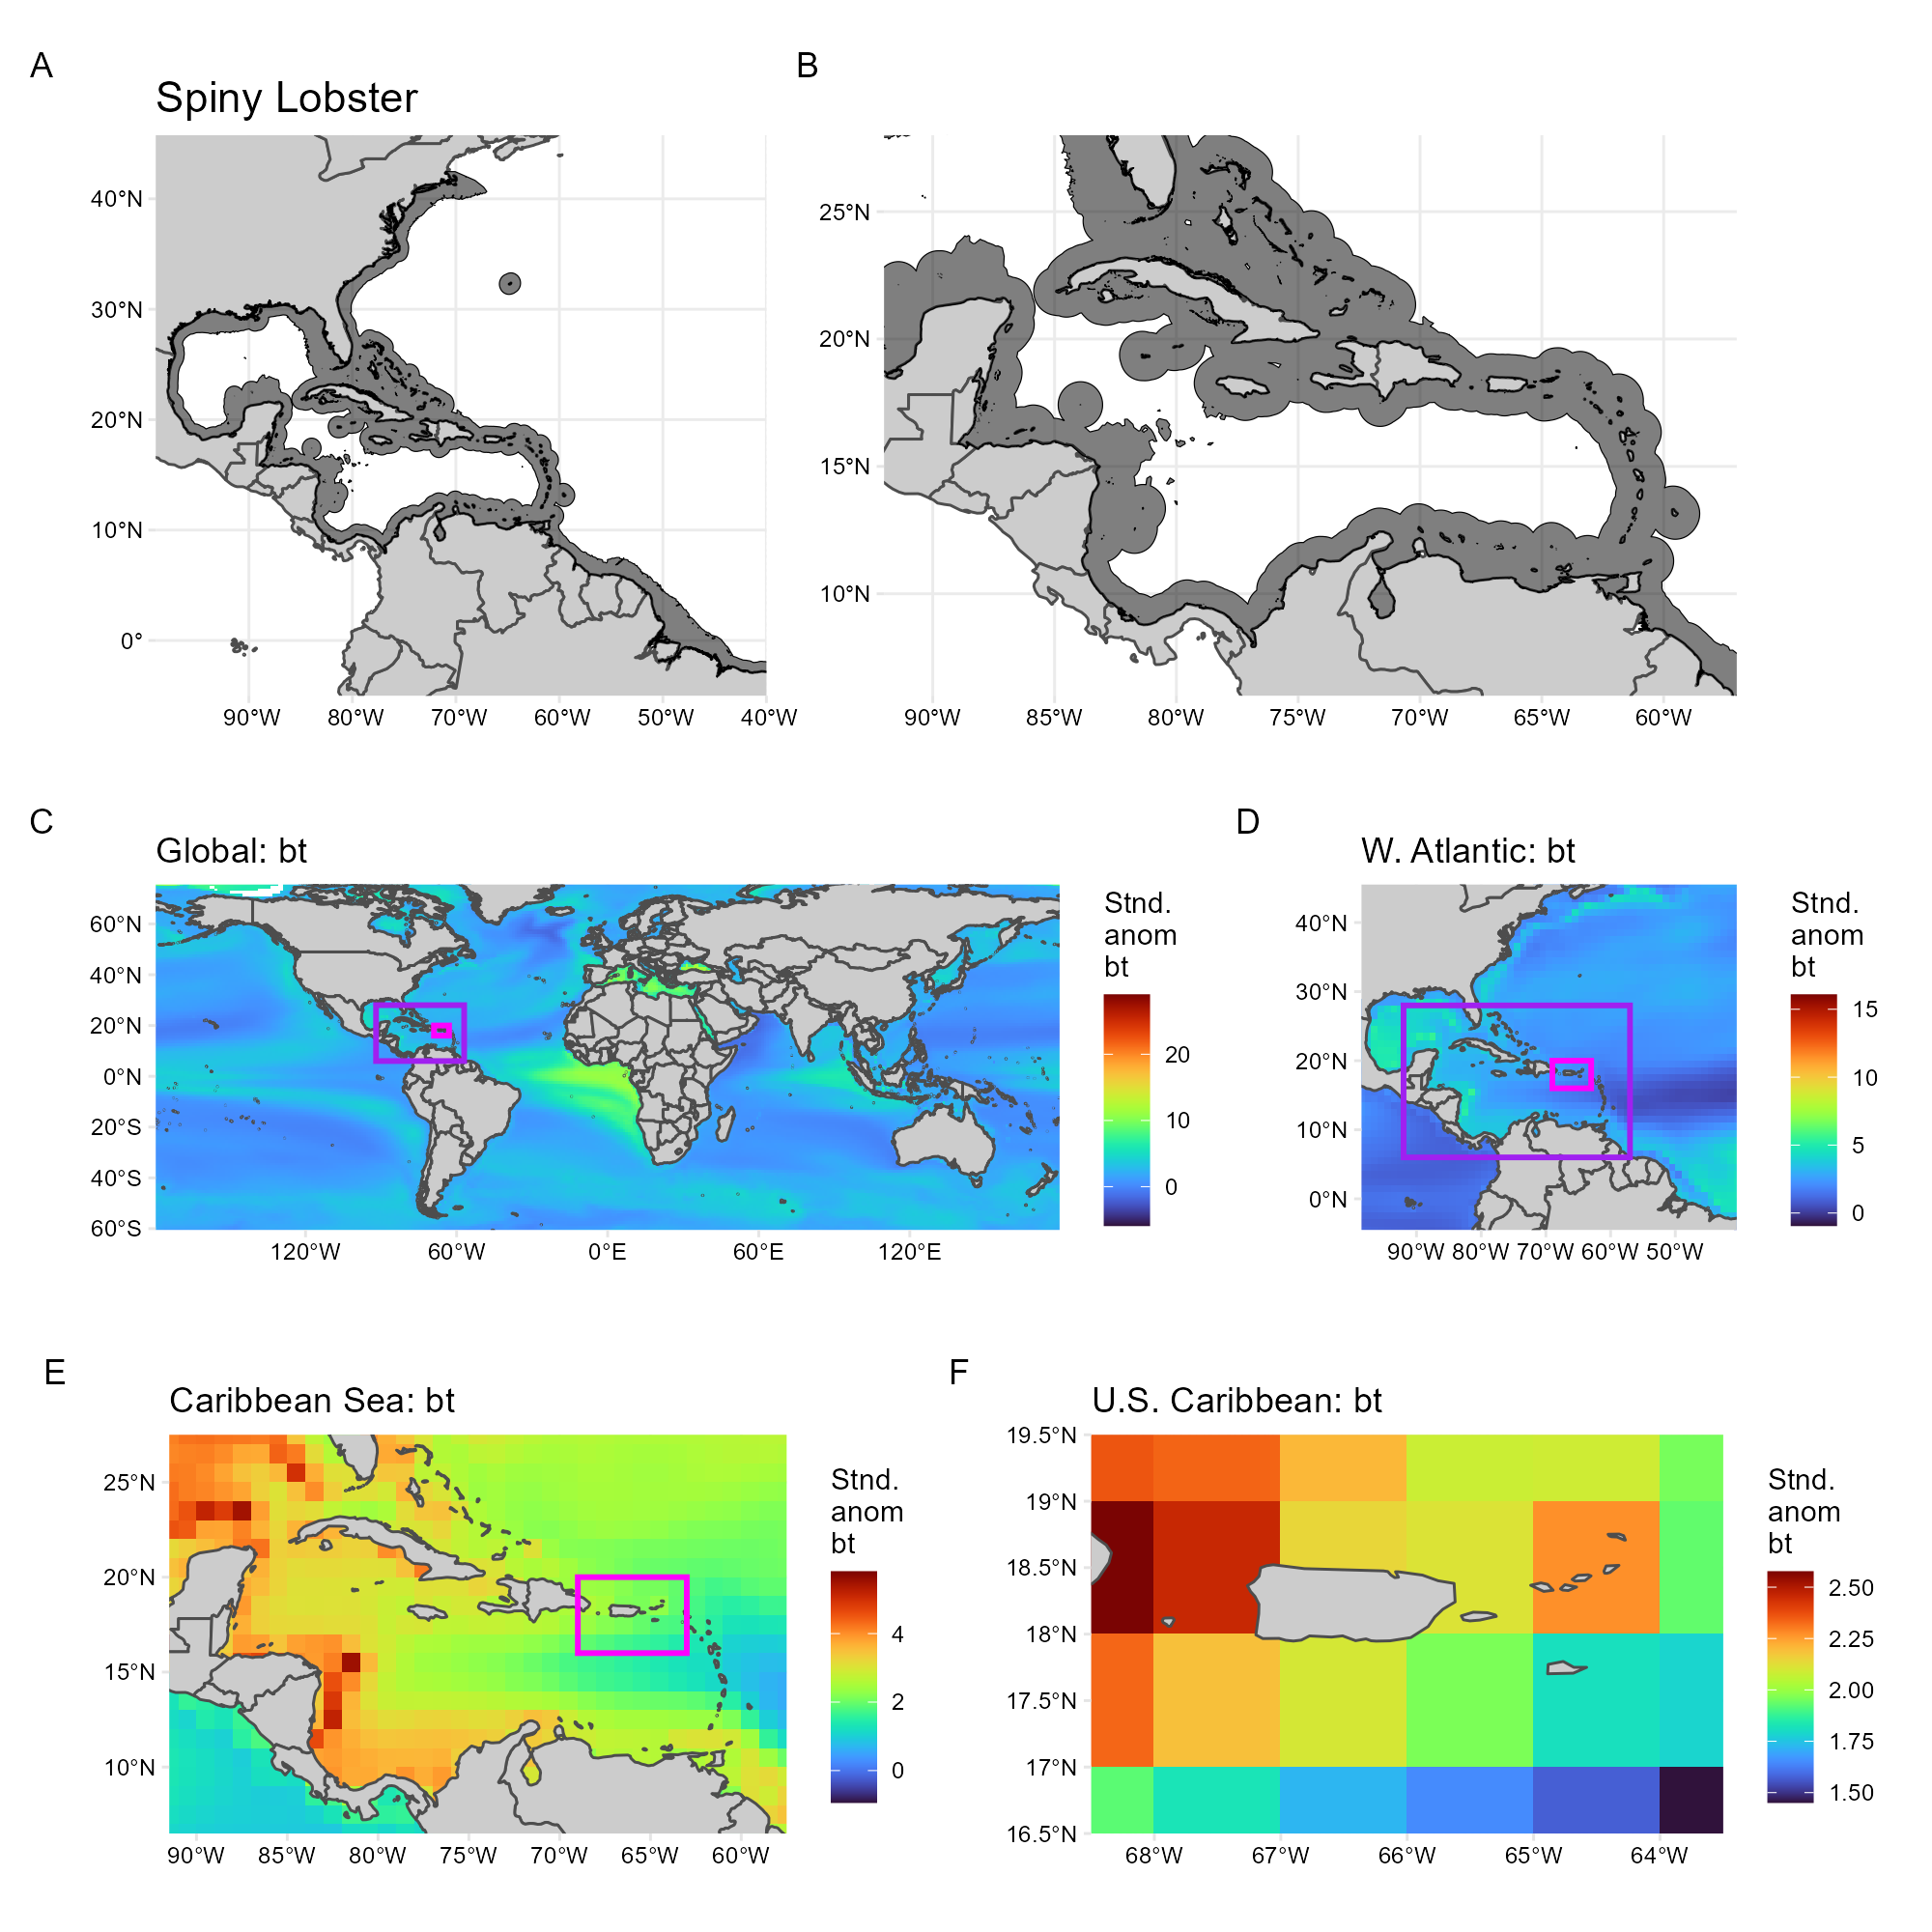 A
B
Spiny Lobster
40°N
30°N
20°N
10°N
0°
90°W 80°W 70°W 60°W 50°W 40°W
25°N
20°N
15°N
10°N
90°W 85°W 80°W 75°W 70°W 65°W 60°W
C
D
Global: bt
60°N
40°N
20°N
0°N
20°S
40°S
60°S
120°W 60°W 0°E 60°E 120°E
Stnd.
anom
bt
20
10
0
W. Atlantic: bt
40°N
30°N
20°N
10°N
0°N
90°W 80°W 70°W 60°W 50°W
Stnd.
anom
bt
15
10
5
0
E
F
Caribbean Sea: bt
25°N
20°N
15°N
10°N
90°W 85°W 80°W 75°W 70°W 65°W 60°W
Stnd.
anom
bt
4
2
0
U.S. Caribbean: bt
19.5°N
19°N
18.5°N
18°N
17.5°N
17°N
16.5°N
68°W 67°W 66°W 65°W 64°W
Stnd.
anom
bt
2.50
2.25
2.00
1.75
1.50